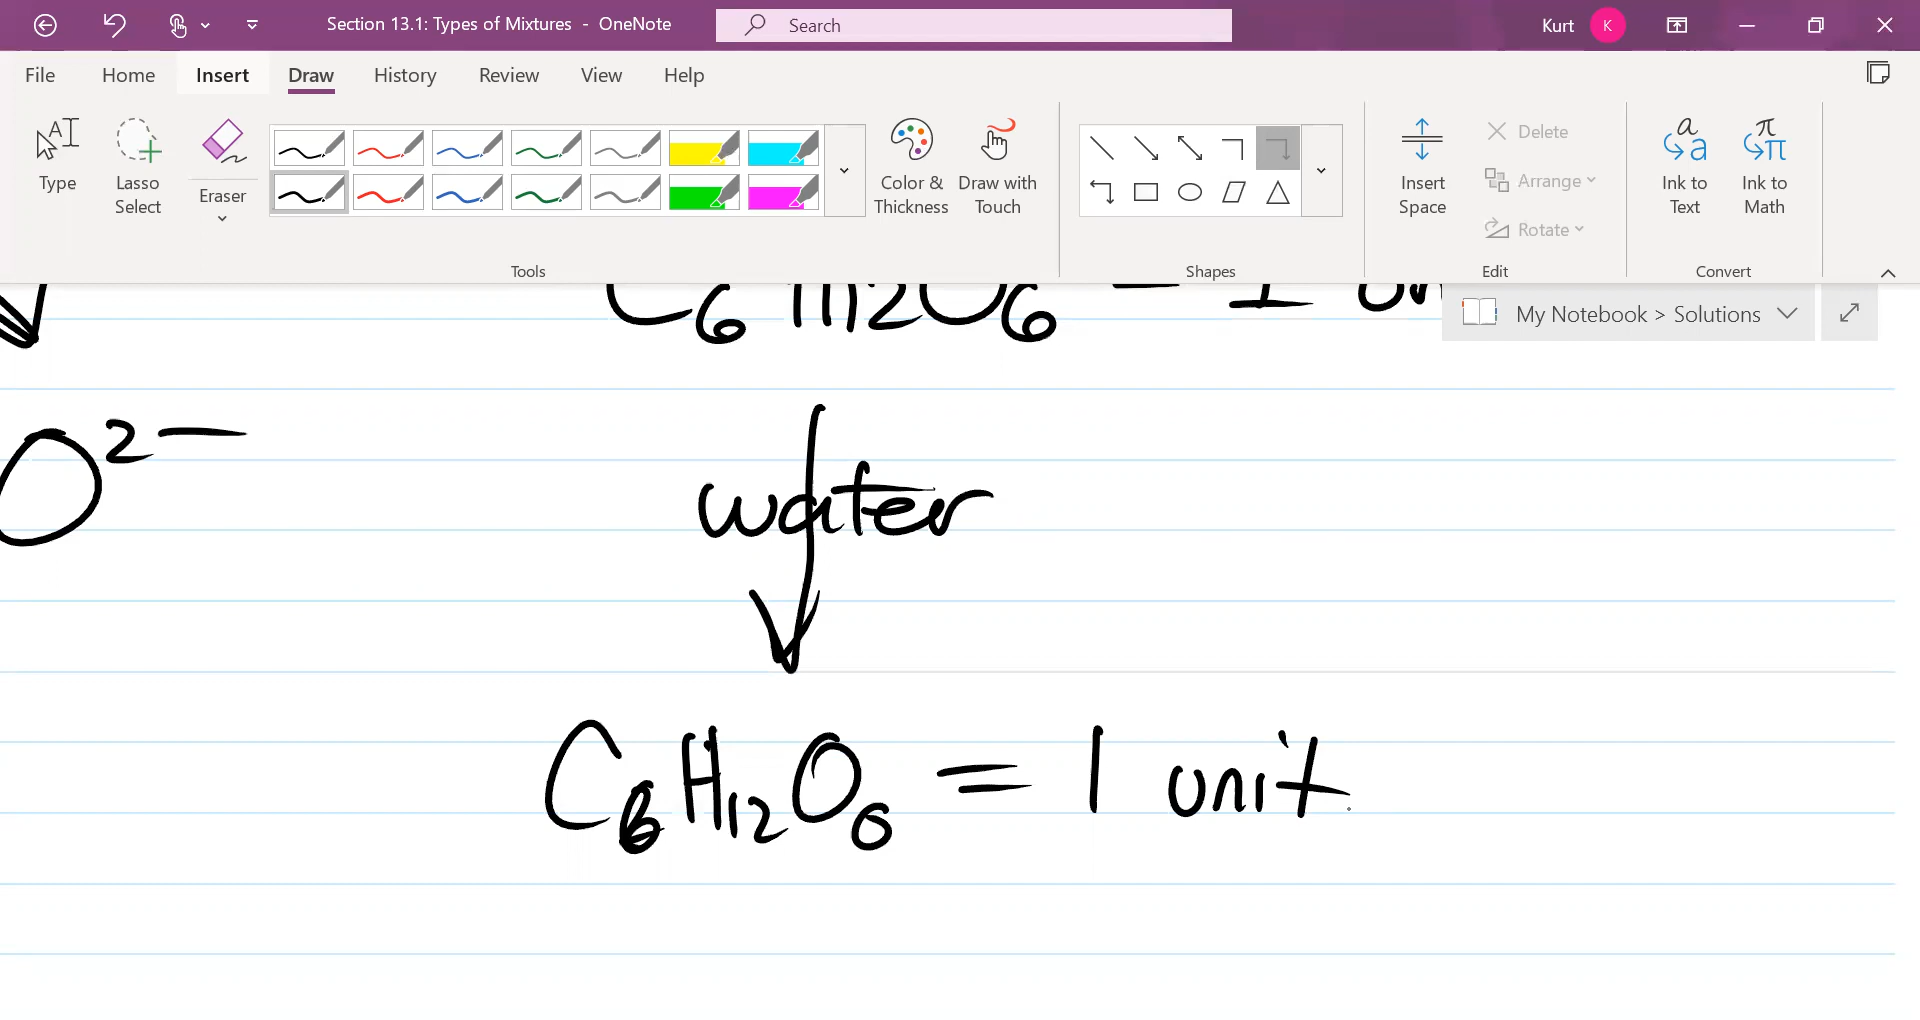 Section 13.1: Types of Mixtures - OneNote
Search
Kurt K
File Home Insert Draw History Review View Help
Type
Lasso Select
Eraser
Color & Thickness
Draw with Touch
Insert Space
Delete
Arrange
Rotate
Ink to Text
Ink to Math
Tools
Shapes
Edit
Convert
C₆H₁₂O₆ = 1
My Notebook > Solutions
O²⁻
water
C₆H₁₂O₆ = 1 unit